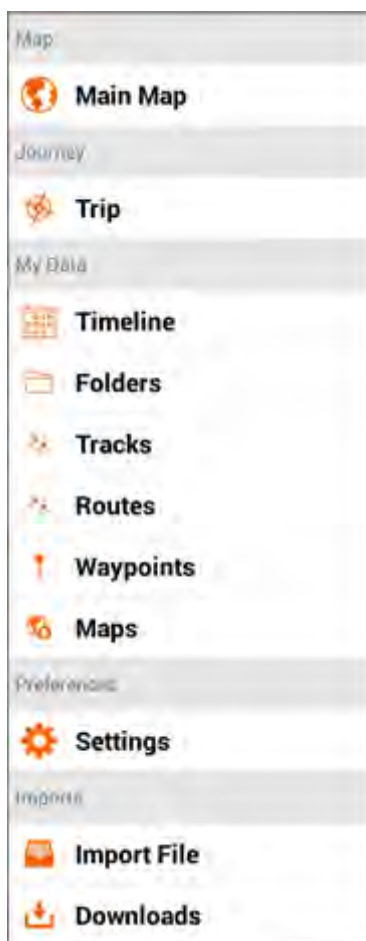 Map
Main Map
Journey
Trip
My Data
Timeline
Folders
Tracks
Routes
Waypoints
Maps
Preferences
Settings
Imports
Import File
Downloads